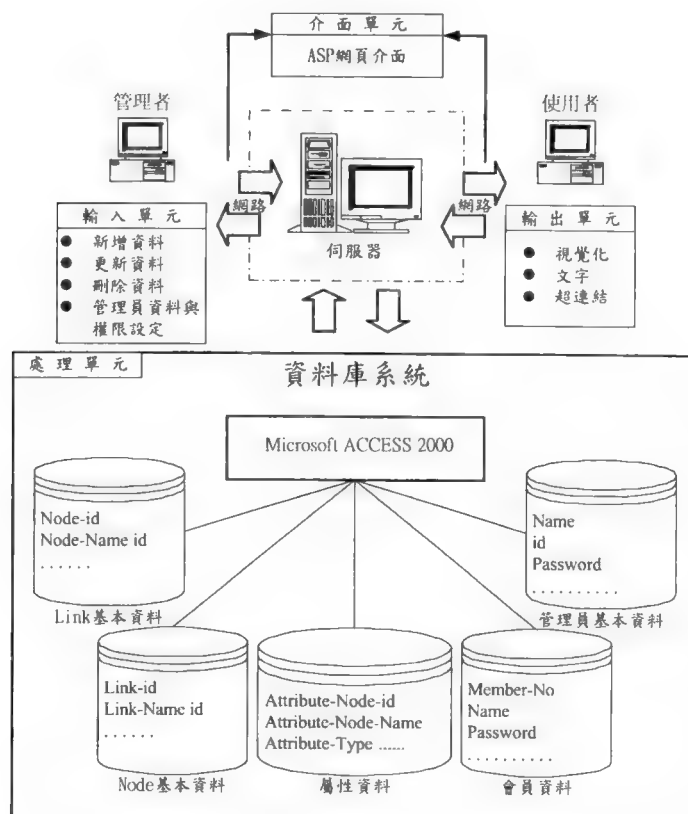 介面單元
ASP網頁介面
管理者
使用者
網路
網路
伺服器
輸入單元
新增資料
更新資料
刪除資料
管理員資料與
權限設定
輸出單元
視覺化
文字
超連結
處理單元
資料庫系統
Microsoft ACCESS 2000
Node-id
Node-Name id
......
Link基本資料
Name
id
Password
..........
管理員基本資料
Link-id
Link-Name id
......
Node基本資料
Attribute-Node-id
Attribute-Node-Name
Attribute-Type ......
屬性資料
Member-No
Name
Password
..........
會員資料